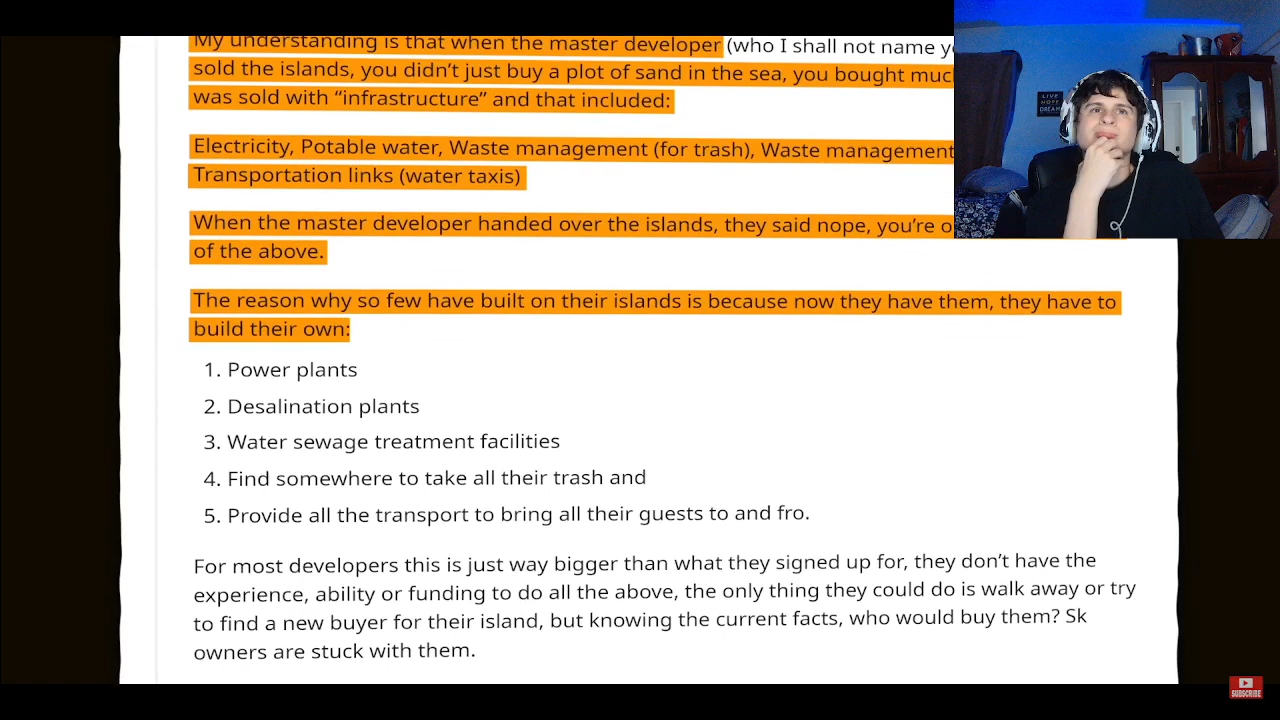 My understanding is that when the master developer (who I shall not name
sold the islands, you didn't just buy a plot of sand in the sea, you bought
was sold with “infrastructure” and that included:
Electricity, Potable water, Waste management (for trash), Waste management
Transportation links (water taxis)
When the master developer handed over the islands, they said nope, you're
of the above.
The reason why so few have built on their islands is because now they have them, they have to
build their own:
1. Power plants
2. Desalination plants
3. Water sewage treatment facilities
4. Find somewhere to take all their trash and
5. Provide all the transport to bring all their guests to and fro.
For most developers this is just way bigger than what they signed up for, they don't have the
experience, ability or funding to do all the above, the only thing they could do is walk away or try
to find a new buyer for their island, but knowing the current facts, who would buy them? Sk
owners are stuck with them.
LIVE
HOPE
DREAM
SUBSCRIBE